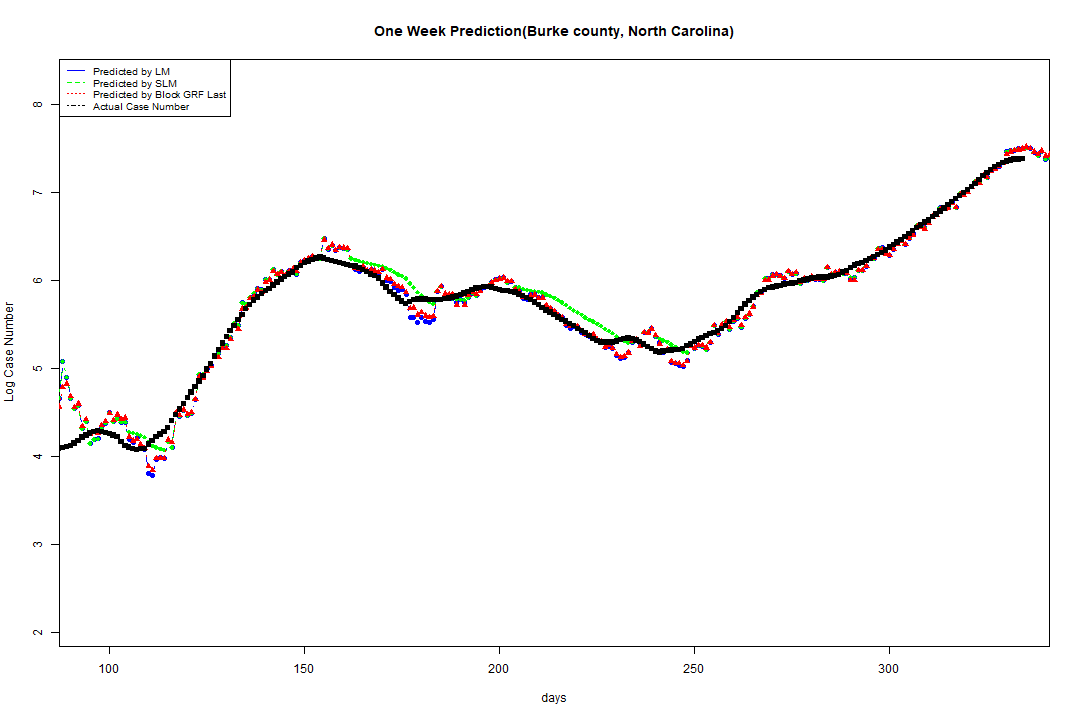 One Week Prediction(Burke county, North Carolina)
Predicted by LM
Predicted by SLM
Predicted by Block GRF Last
Actual Case Number
8
7
6
5
4
3
2
Log Case Number
100 150 200 250 300
days